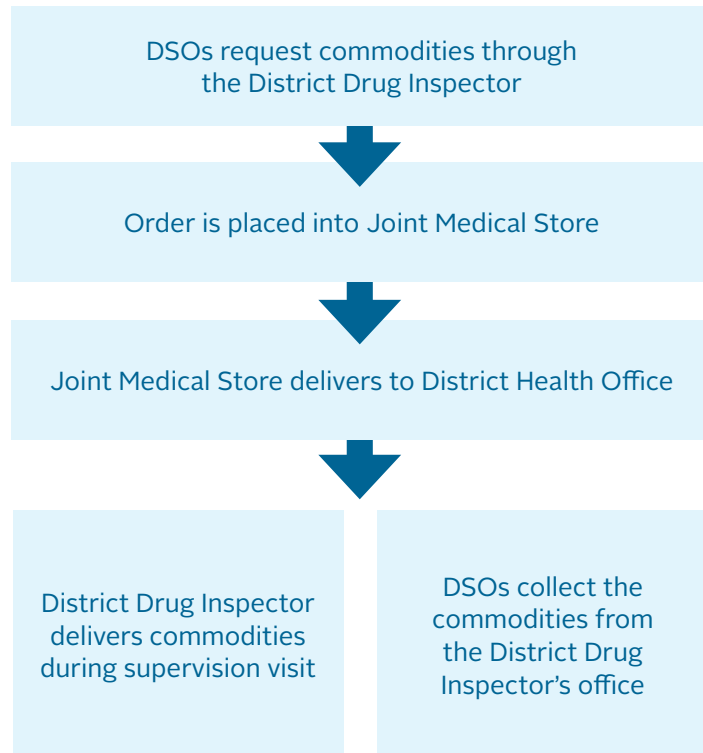 DSOs request commodities through
the District Drug Inspector
Order is placed into Joint Medical Store
Joint Medical Store delivers to District Health Office
District Drug Inspector
delivers commodities
during supervision visit
DSOs collect the
commodities from
the District Drug
Inspector’s office